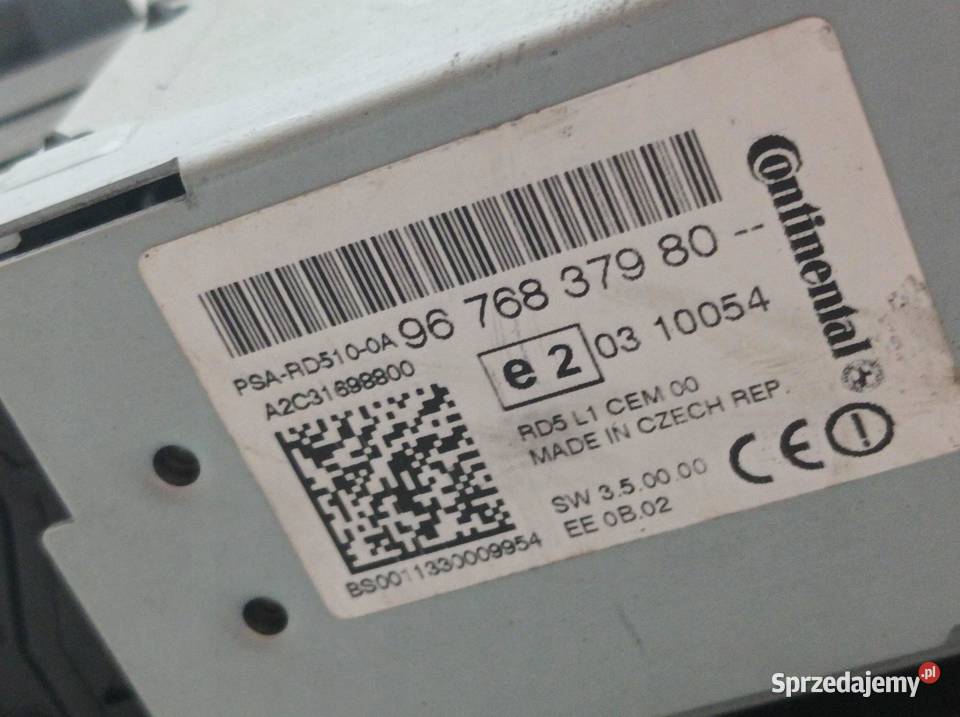 Continental
PSA-RD510-0A 96 768 379 80 --
A2C31698800
e2 03 10054
RD5 L1 CEM 00
MADE IN CZECH REP.
CE
SW 3.5.00.00
EE 0B.02
BS0011330009954
Sprzedajemy.pl